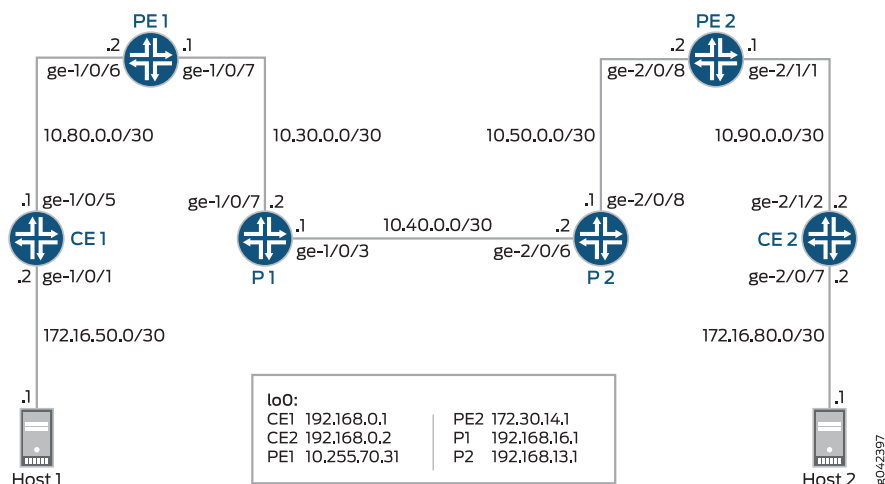 PE 1
PE 2
.2 .1
ge-1/0/6 ge-1/0/7
.2 .1
ge-2/0/8 ge-2/1/1
10.80.0.0/30 10.30.0.0/30 10.50.0.0/30 10.90.0.0/30
.1 ge-1/0/5
ge-1/0/7 .2
.1 ge-2/0/8
ge-2/1/2 .2
CE 1
.1
ge-1/0/3
10.40.0.0/30
.2
ge-2/0/6
CE 2
P 1
P 2
.2 ge-1/0/1
ge-2/0/7 .2
172.16.50.0/30
172.16.80.0/30
.1
.1
lo0:
CE1 192.168.0.1 PE2 172.30.14.1
CE2 192.168.0.2 P1 192.168.16.1
PE1 10.255.70.31 P2 192.168.13.1
Host 1
Host 2
g042397